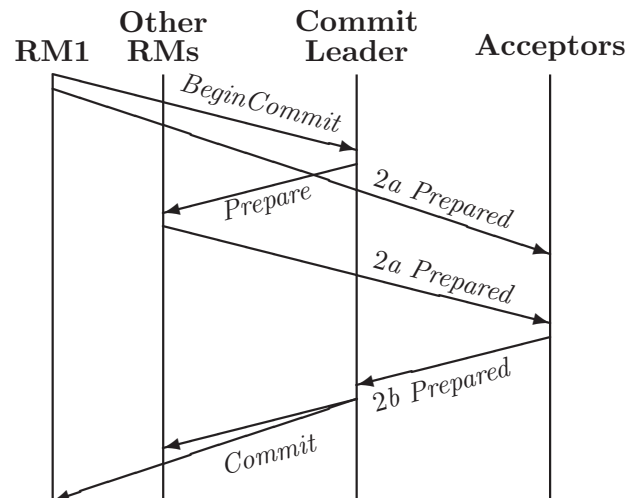 RM1
Other
RMs
Commit
Leader
Acceptors
BeginCommit
2a Prepared
Prepare
2a Prepared
2b Prepared
Commit